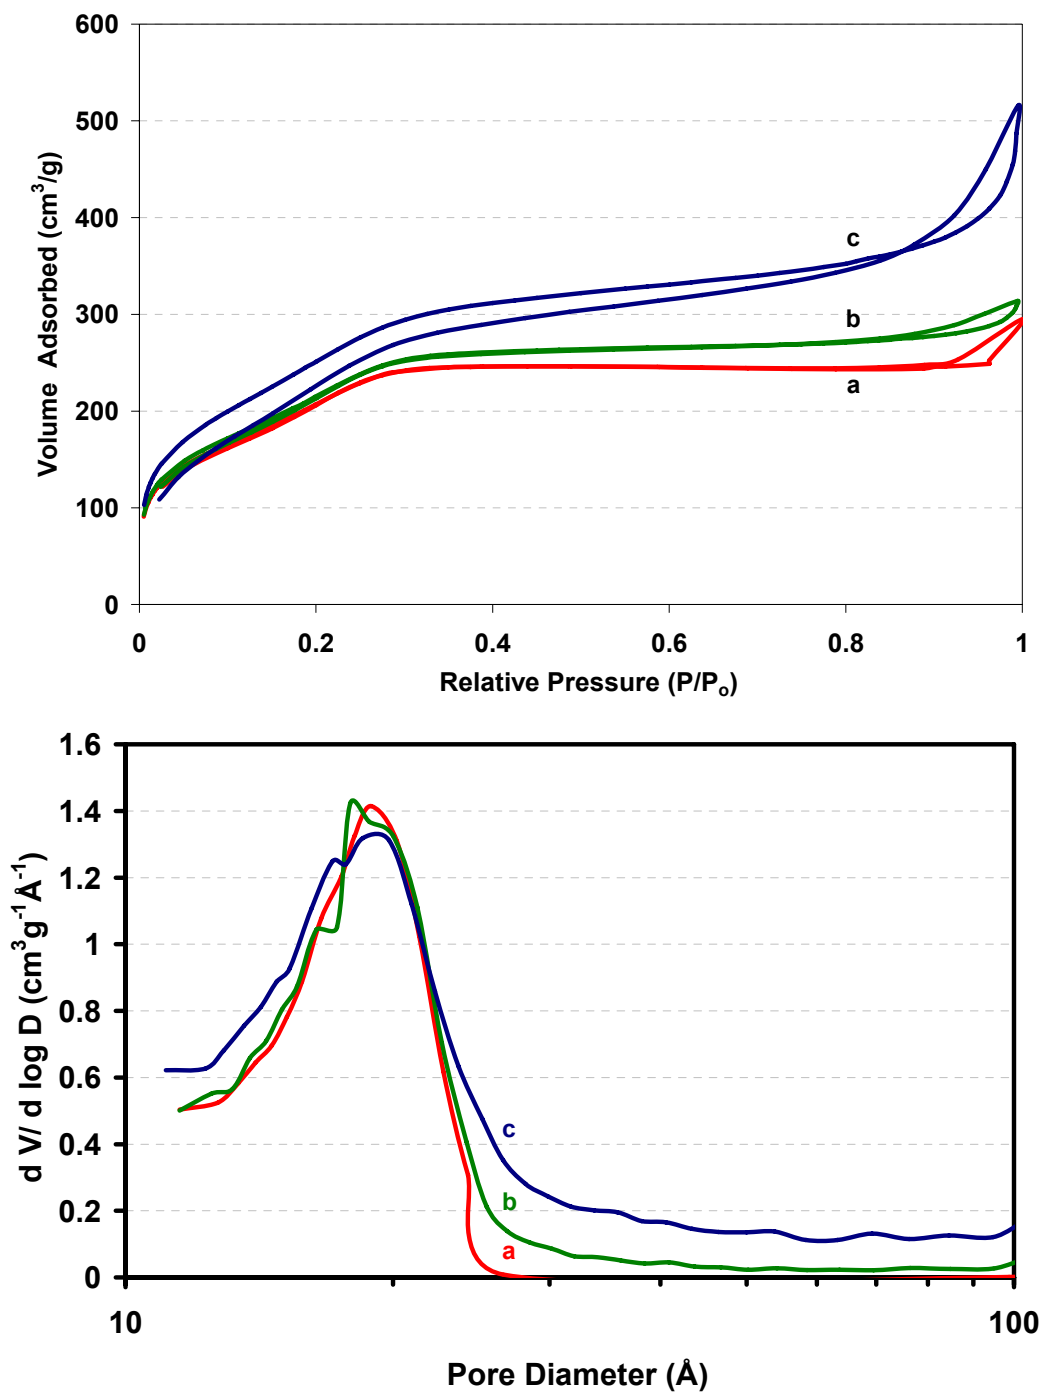 600
500
400
300
200
100
0
Volume Adsorbed (cm³/g)
c
b
a
0 0.2 0.4 0.6 0.8 1
Relative Pressure (P/Pₒ)
1.6
1.4
1.2
1
0.8
0.6
0.4
0.2
0
d V/ d log D (cm³g⁻¹Å⁻¹)
c
b
a
10 100
Pore Diameter (Å)